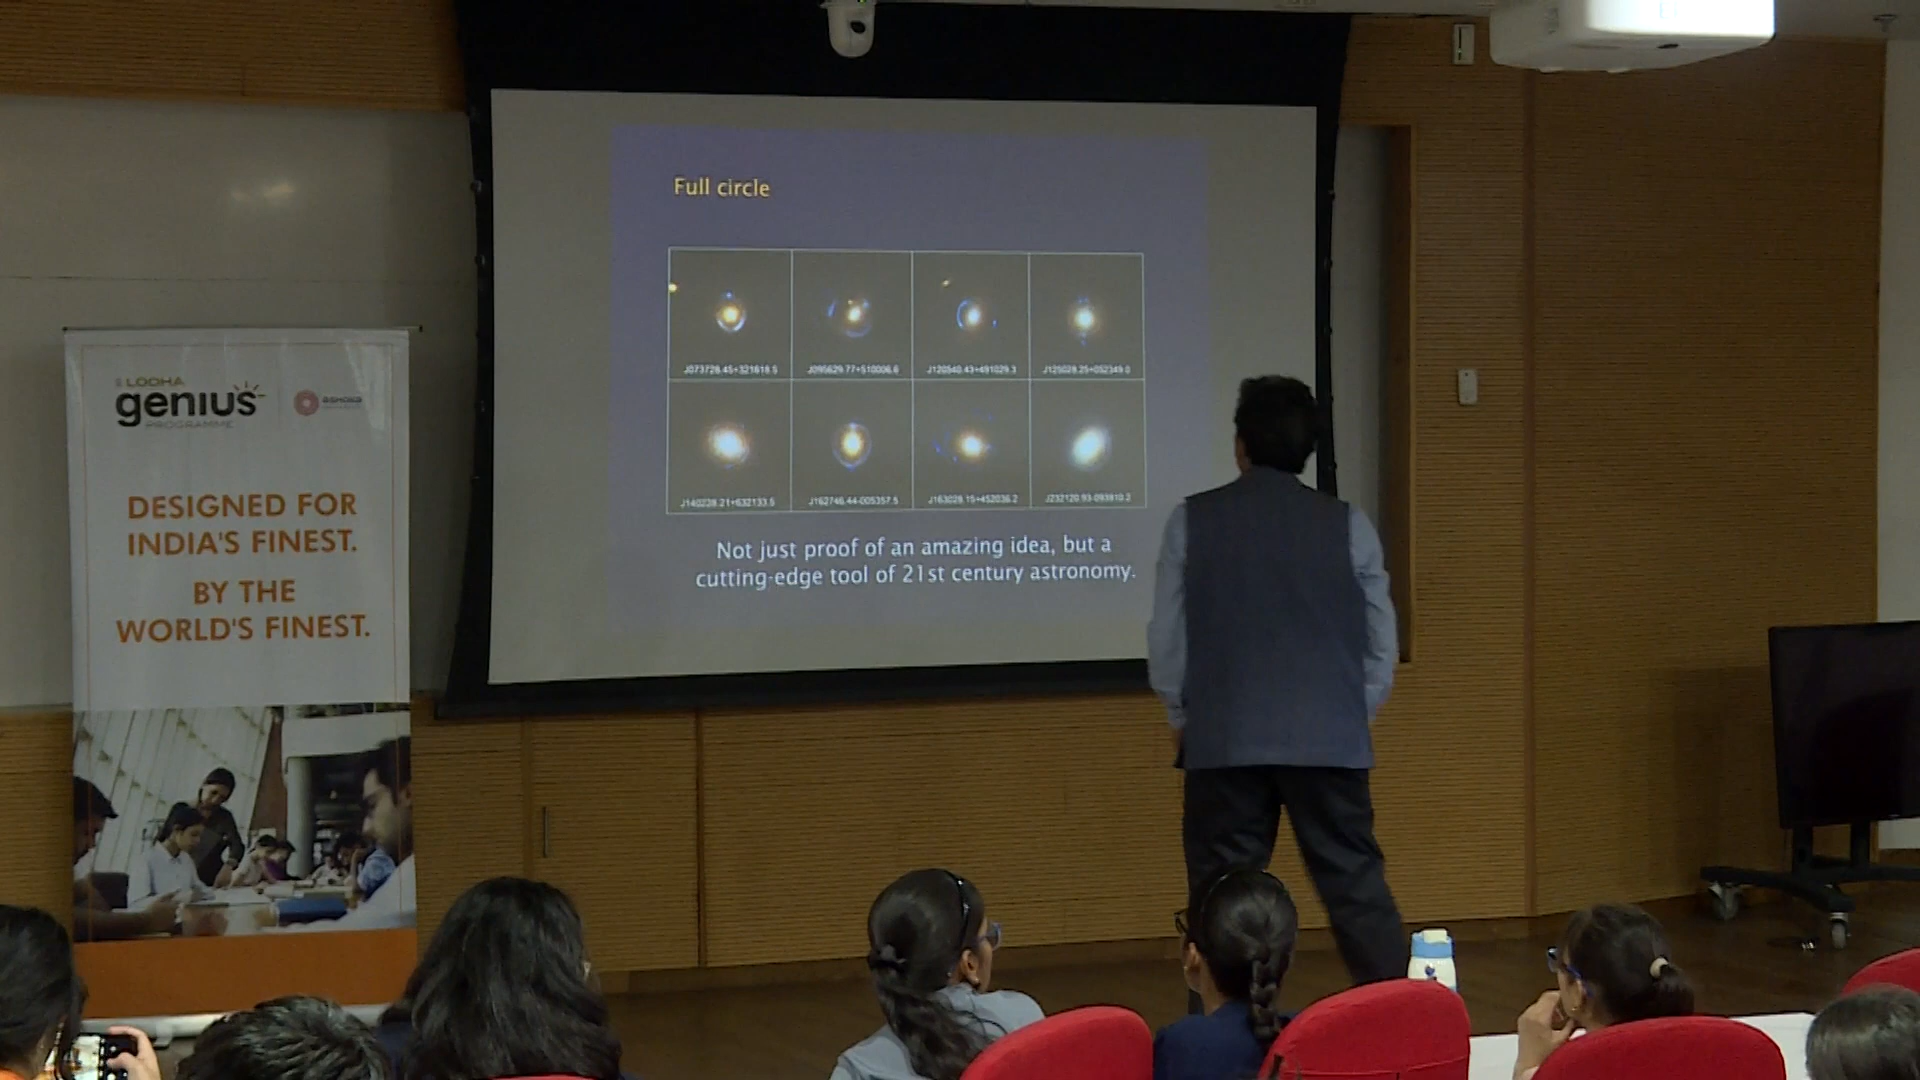 LODHA
genius
PROGRAMME
ASHOKA
DESIGNED FOR
INDIA'S FINEST.
BY THE
WORLD'S FINEST.
Full circle
J073728.45+321618.5
J095629.77+510006.6
J120540.43+491029.3
J125028.25+052349.0
J140228.21+632133.5
J162746.44-005357.5
J163028.15+452036.2
J232120.93-093910.2
Not just proof of an amazing idea, but a
cutting-edge tool of 21st century astronomy.